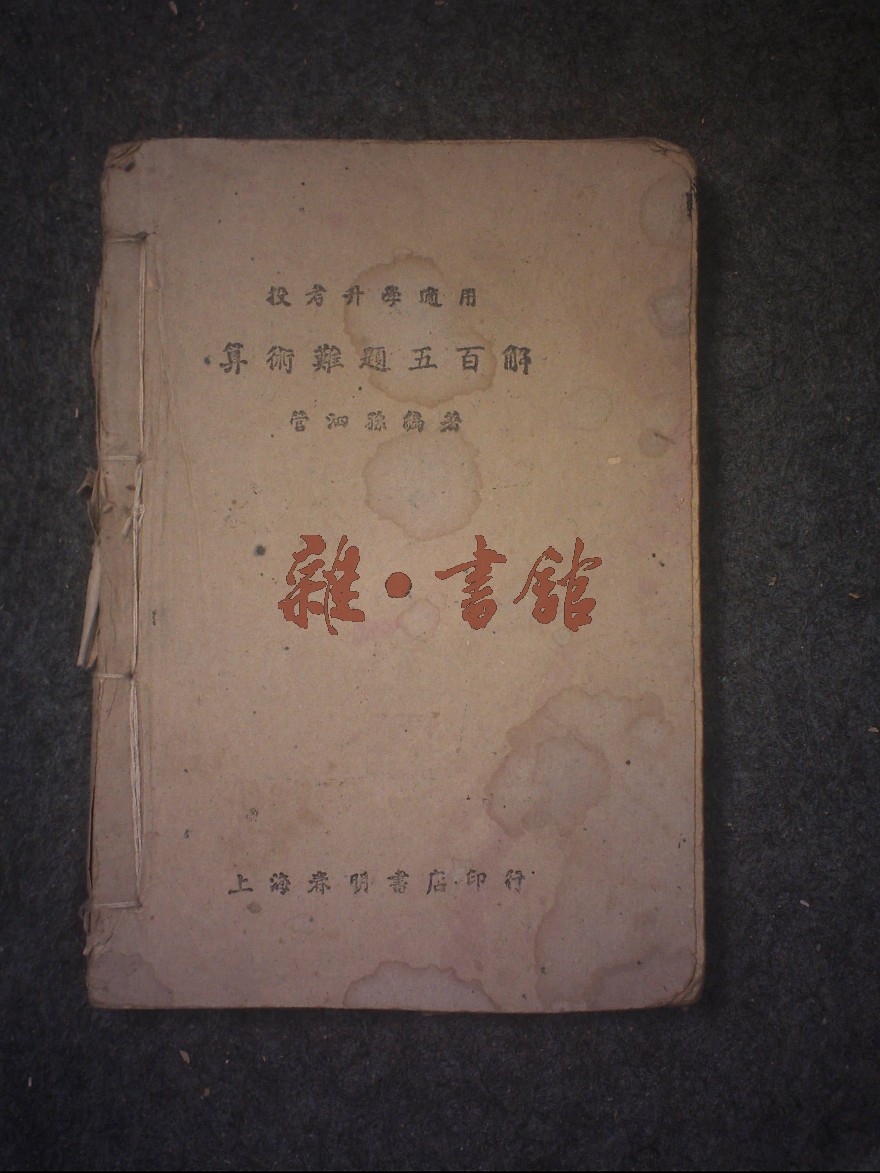 投考升學適用
算術難題五百解
管泗孫編著
雜·書館
上海春明書店印行